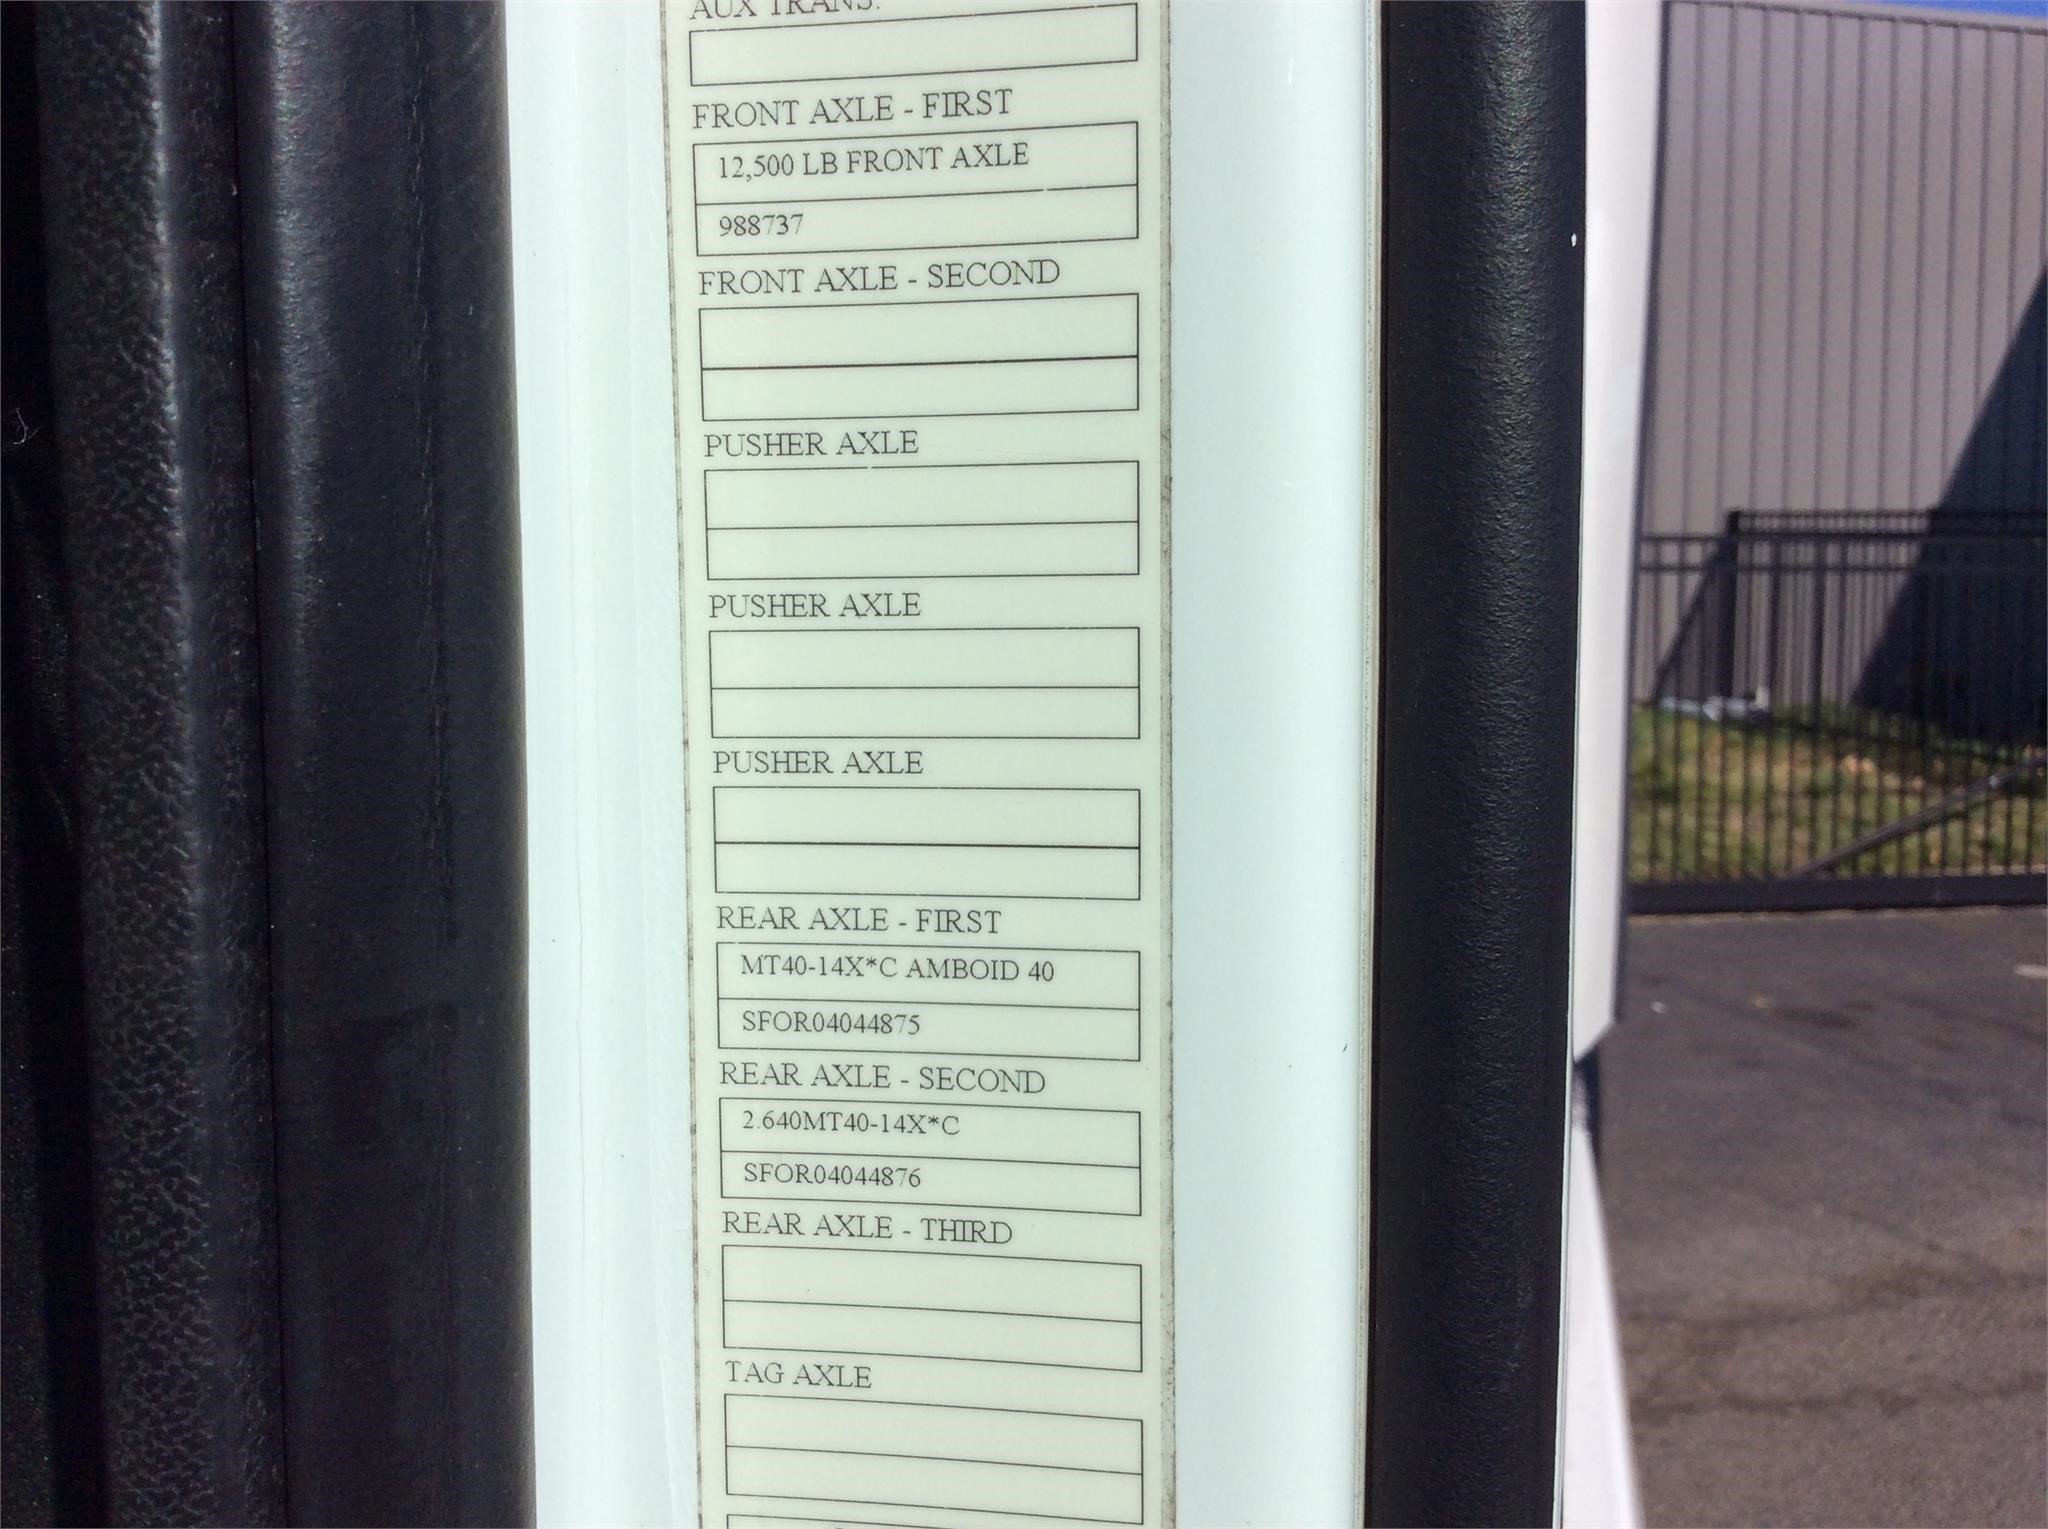 AUX TRANS.
FRONT AXLE - FIRST
12,500 LB FRONT AXLE
988737
FRONT AXLE - SECOND
PUSHER AXLE
PUSHER AXLE
PUSHER AXLE
REAR AXLE - FIRST
MT40-14X*C AMBOID 40
SFOR04044875
REAR AXLE - SECOND
2.640MT40-14X*C
SFOR04044876
REAR AXLE - THIRD
TAG AXLE